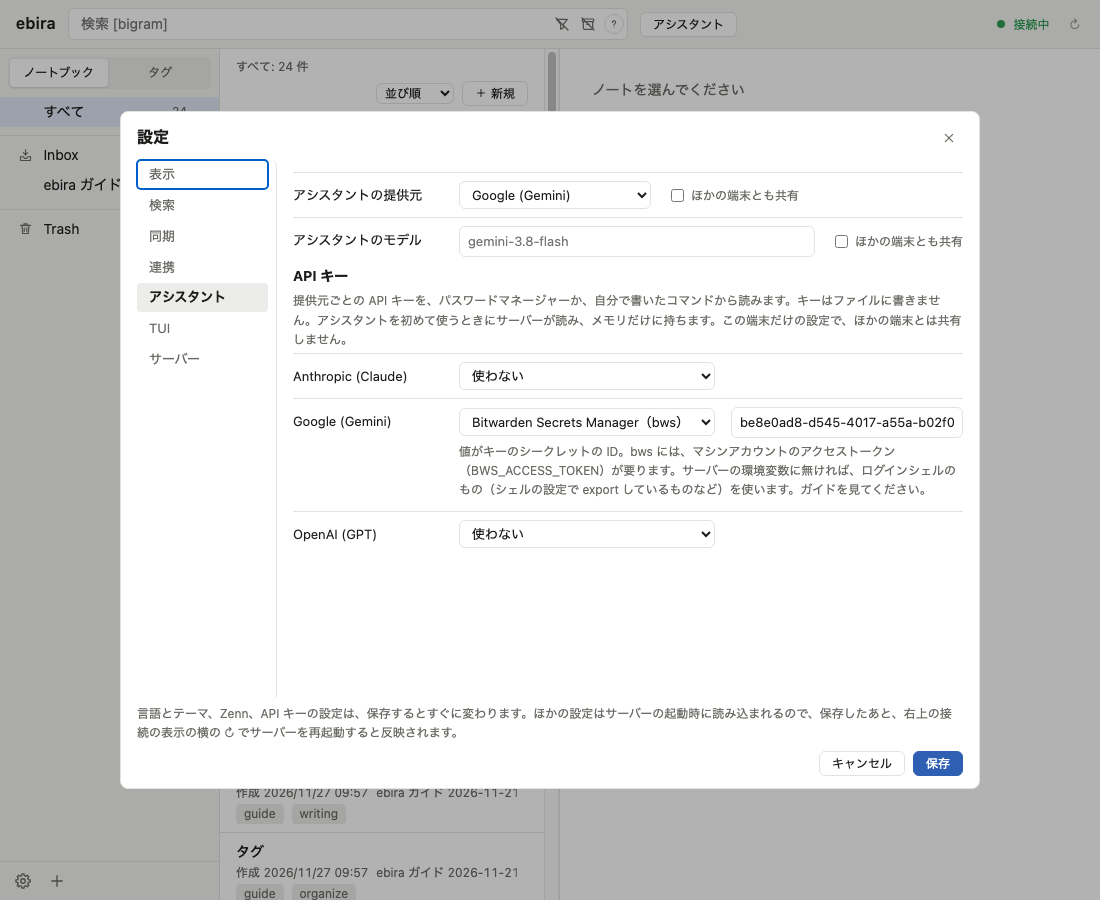 ebira
検索 [bigram]
?
アシスタント
接続中
ノートブック
タグ
すべて: 24 件
並び順
+ 新規
ノートを選んでください
すべて
24
Inbox
ebira ガイド
Trash
設定
表示
検索
同期
連携
アシスタント
TUI
サーバー
アシスタントの提供元
Google (Gemini)
ほかの端末とも共有
アシスタントのモデル
gemini-3.8-flash
ほかの端末とも共有
API キー
提供元ごとの API キーを、パスワードマネージャーか、自分で書いたコマンドから読みます。キーはファイルに書きませ
ん。アシスタントを初めて使うときにサーバーが読み、メモリだけに持ちます。この端末だけの設定で、ほかの端末とは共有
しません。
Anthropic (Claude)
使わない
Google (Gemini)
Bitwarden Secrets Manager（bws）
be8e0ad8-d545-4017-a55a-b02f0
値がキーのシークレットの ID。bws には、マシンアカウントのアクセストークン
（BWS_ACCESS_TOKEN）が要ります。サーバーの環境変数に無ければ、ログインシェルの
もの（シェルの設定で export しているものなど）を使います。ガイドを見てください。
OpenAI (GPT)
使わない
言語とテーマ、Zenn、API キーの設定は、保存するとすぐに変わります。ほかの設定はサーバーの起動時に読み込まれるので、保存したあと、右上の接
続の表示の横の ↻ でサーバーを再起動すると反映されます。
キャンセル
保存
作成 2026/11/27 09:57 ebira ガイド 2026-11-21
guide
writing
タグ
作成 2026/11/27 09:57 ebira ガイド 2026-11-21
guide
organize